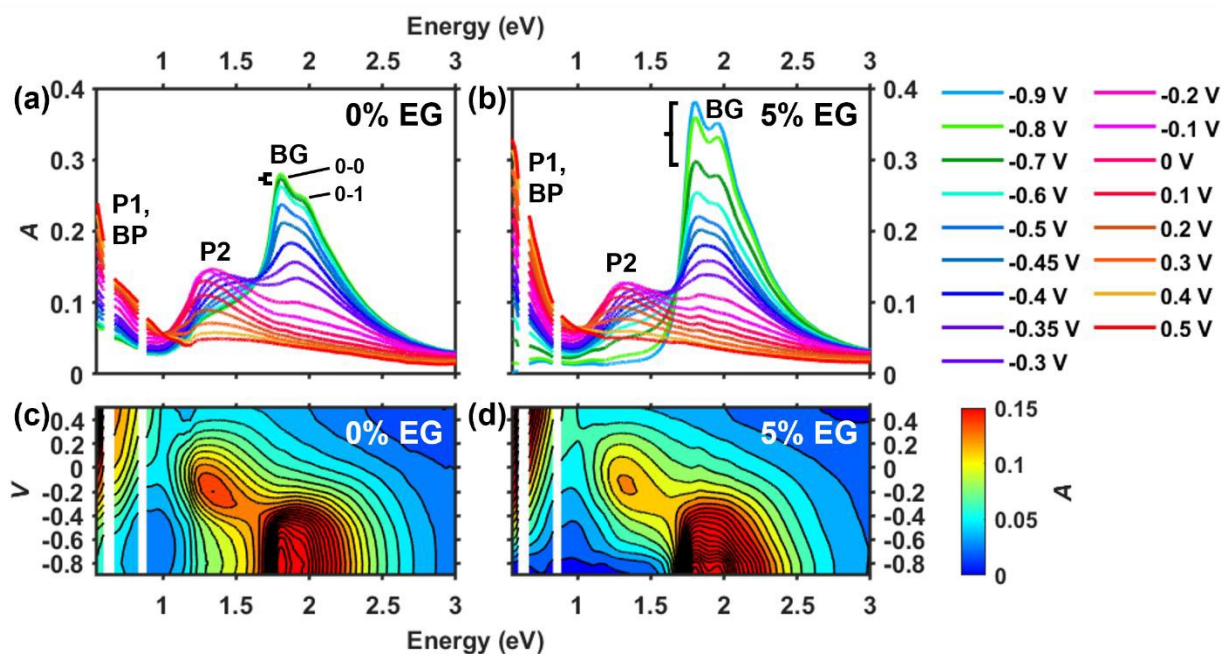 Energy (eV)
1 1.5 2 2.5 3 1 1.5 2 2.5 3
(a) 0% EG
A
0.4
0.3
0.2
0.1
0
P1,
BP
P2
BG
0-0
0-1
(b) 5% EG
0.4
0.3
0.2
0.1
0
P1,
BP
P2
BG
-0.9 V
-0.8 V
-0.7 V
-0.6 V
-0.5 V
-0.45 V
-0.4 V
-0.35 V
-0.3 V
-0.2 V
-0.1 V
0 V
0.1 V
0.2 V
0.3 V
0.4 V
0.5 V
(c) 0% EG
V
0.4
0.2
0
-0.2
-0.4
-0.6
-0.8
(d) 5% EG
0.4
0.2
0
-0.2
-0.4
-0.6
-0.8
V
0.15
0.1
0.05
0
A
1 1.5 2 2.5 3 1 1.5 2 2.5 3
Energy (eV)